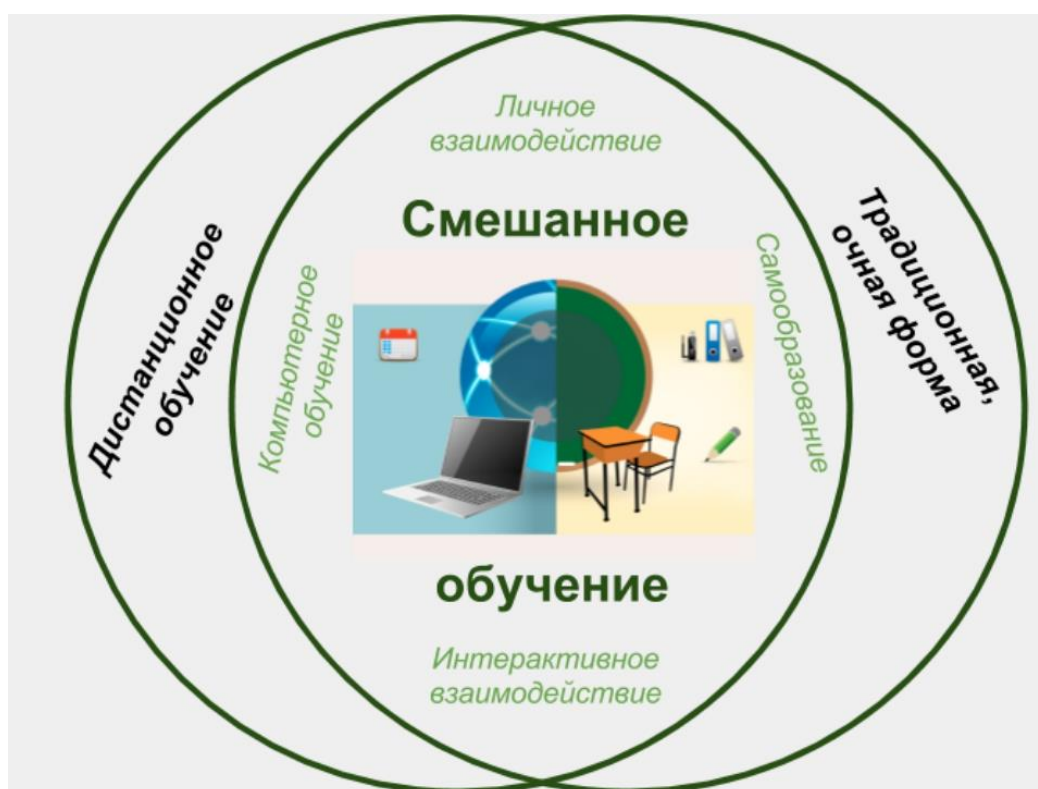 Личное
взаимодействие
Смешанное
Дистанционное
обучение
Компьютерное
обучение
Самообразование
Традиционная,
очная форма
обучение
Интерактивное
взаимодействие